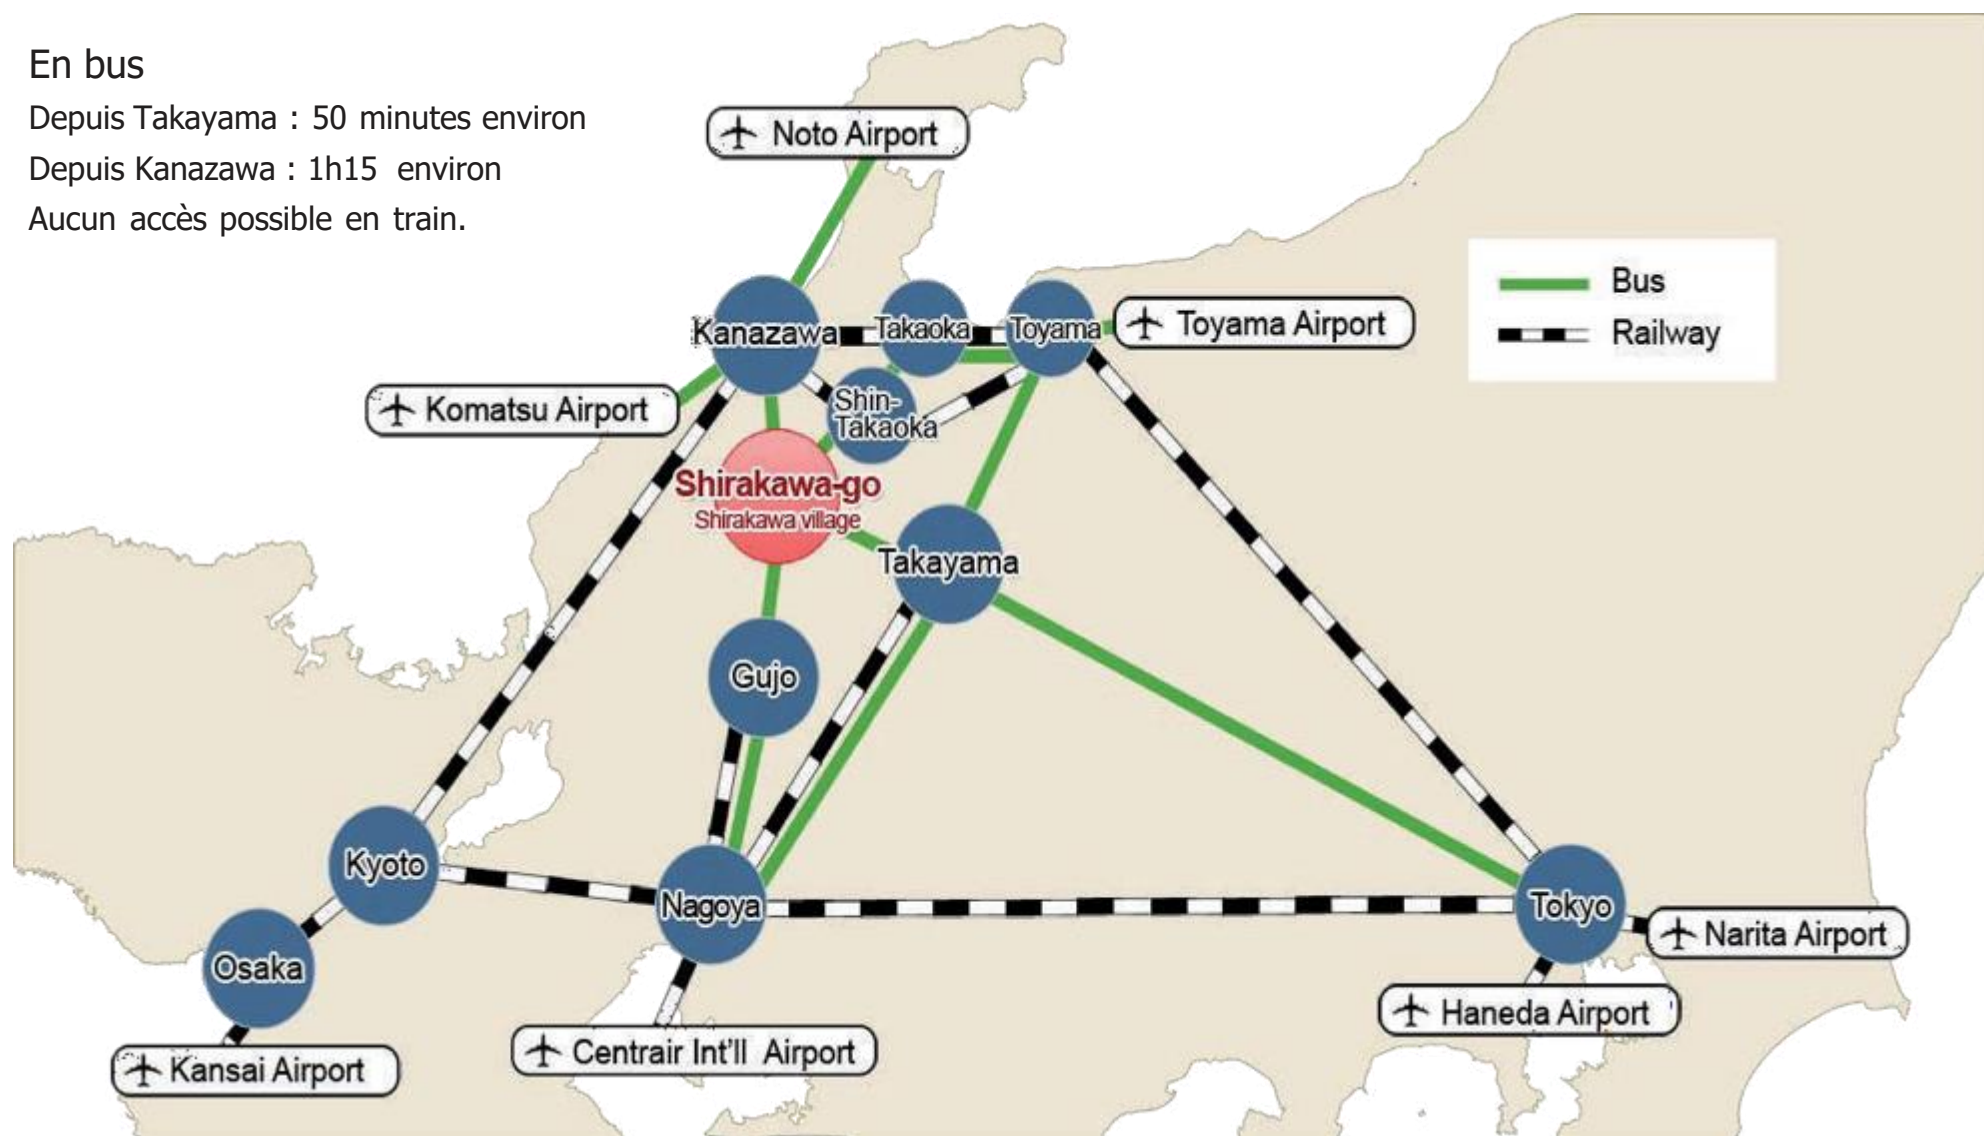 En bus
Depuis Takayama : 50 minutes environ
Depuis Kanazawa : 1h15 environ
Aucun accès possible en train.
Noto Airport
Bus
Railway
Kanazawa
Takaoka
Toyama
Toyama Airport
Komatsu Airport
Shin-
Takaoka
Shirakawa-go
Shirakawa village
Takayama
Gujo
Kyoto
Nagoya
Tokyo
Narita Airport
Osaka
Haneda Airport
Centrair Int'll Airport
Kansai Airport